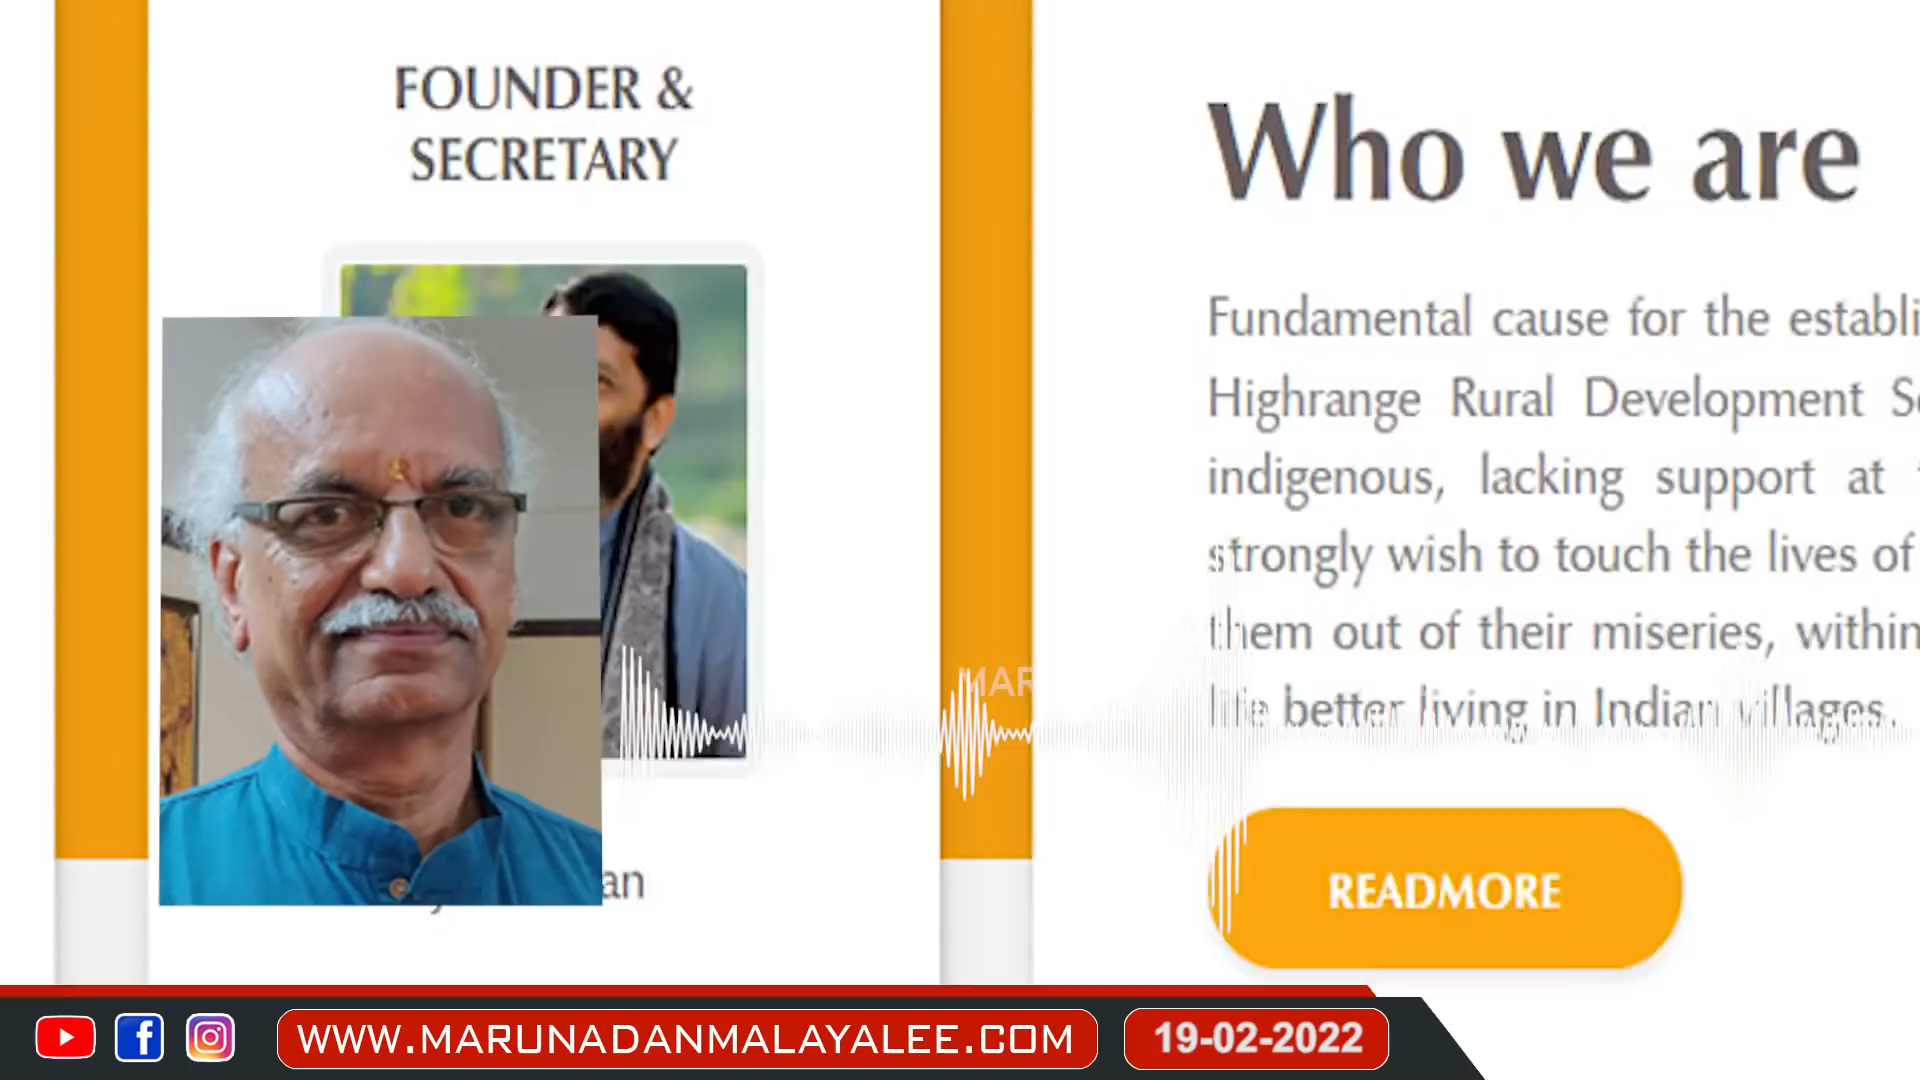 FOUNDER &
SECRETARY
an
Who we are
Fundamental cause for the establi
Highrange Rural Development
indigenous, lacking support at
strongly wish to touch the lives of
them out of their miseries, within
life better living in Indian villages.
MAR
READMORE
WWW.MARUNADANMALAYALEE.COM
19-02-2022